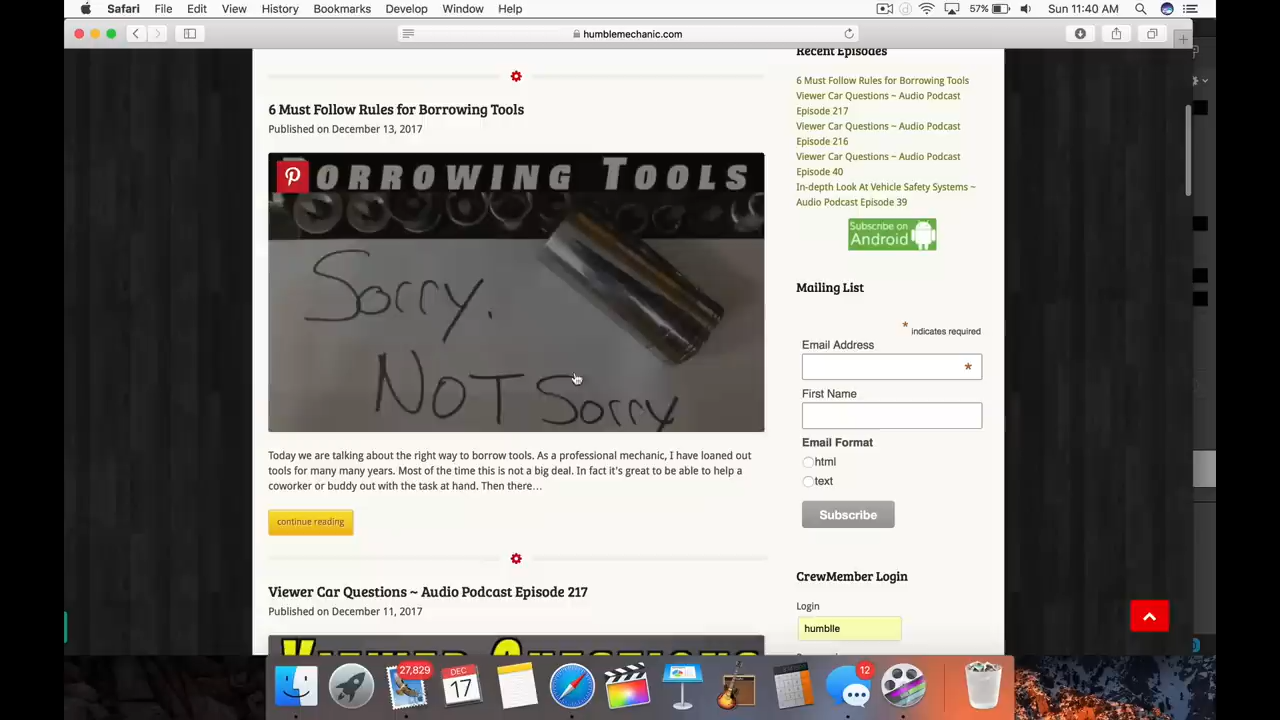 Safari File Edit View History Bookmarks Develop Window Help
57% Sun 11:40 AM
humblemechanic.com
6 Must Follow Rules for Borrowing Tools
Published on December 13, 2017
ORROWING TOOLS
Sorry.
NOT Sorry
Today we are talking about the right way to borrow tools. As a professional mechanic, I have loaned out
tools for many many years. Most of the time this is not a big deal. In fact it's great to be able to help a
coworker or buddy out with the task at hand. Then there…
continue reading
Viewer Car Questions ~ Audio Podcast Episode 217
Published on December 11, 2017
VIEWER QUESTIONS
Recent Episodes
6 Must Follow Rules for Borrowing Tools
Viewer Car Questions ~ Audio Podcast
Episode 217
Viewer Car Questions ~ Audio Podcast
Episode 216
Viewer Car Questions ~ Audio Podcast
Episode 40
In-depth Look At Vehicle Safety Systems ~
Audio Podcast Episode 39
Subscribe on
Android
Mailing List
* indicates required
Email Address
*
First Name
Email Format
html
text
Subscribe
CrewMember Login
Login
humblle
27,829
DEC
17
12